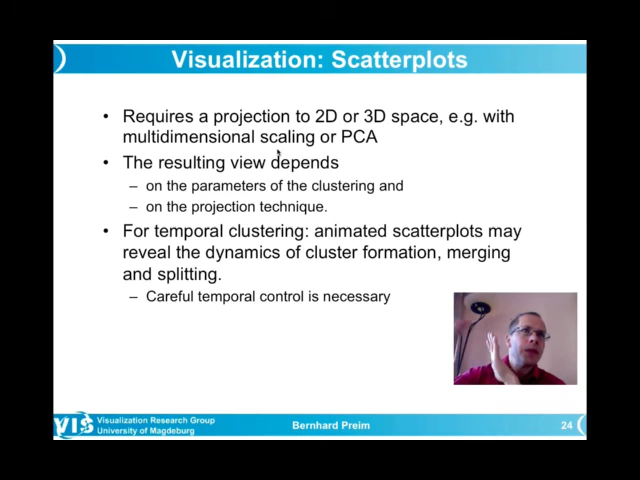 Visualization: Scatterplots
• Requires a projection to 2D or 3D space, e.g. with
multidimensional scaling or PCA
• The resulting view depends
– on the parameters of the clustering and
– on the projection technique.
• For temporal clustering: animated scatterplots may
reveal the dynamics of cluster formation, merging
and splitting.
– Careful temporal control is necessary
VIS
Visualization Research Group
University of Magdeburg
Bernhard Preim
24